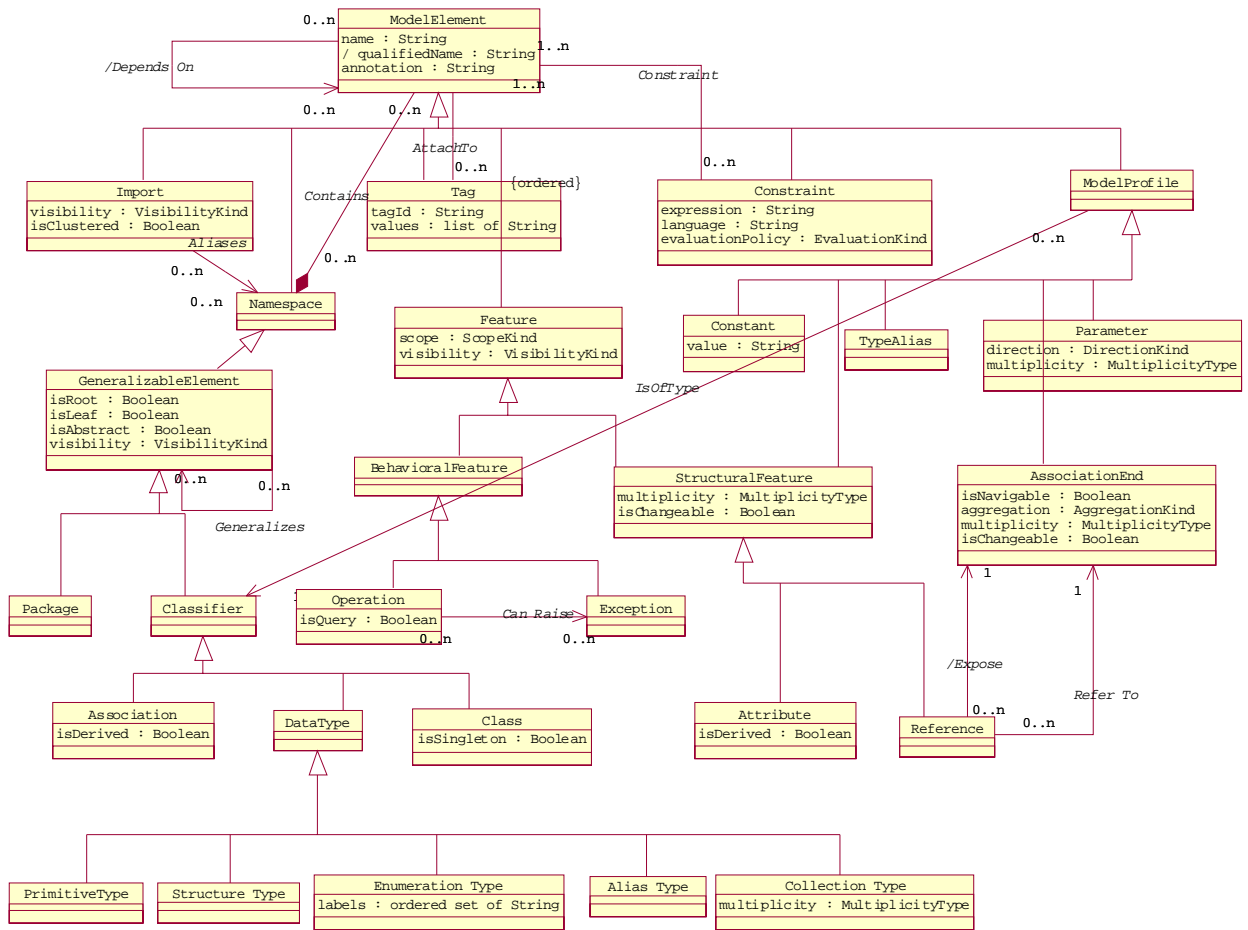 0..n
ModelElement
name : String
/ qualifiedName : String
annotation : String
1..n
/Depends On
Constraint
1..n
0..n
0..n
AttachTo
0..n
0..n
{ordered}
Import
visibility : VisibilityKind
isClustered : Boolean
Contains
Tag
tagId : String
values : list of String
Constraint
expression : String
language : String
evaluationPolicy : EvaluationKind
ModelProfile
Aliases
0..n
0..n
0..n
0..n
Namespace
Feature
scope : ScopeKind
visibility : VisibilityKind
Constant
value : String
TypeAlias
Parameter
direction : DirectionKind
multiplicity : MultiplicityType
GeneralizableElement
isRoot : Boolean
isLeaf : Boolean
isAbstract : Boolean
visibility : VisibilityKind
IsOfType
BehavioralFeature
StructuralFeature
multiplicity : MultiplicityType
isChangeable : Boolean
AssociationEnd
isNavigable : Boolean
aggregation : AggregationKind
multiplicity : MultiplicityType
isChangeable : Boolean
0..n
0..n
Generalizes
1
1
Package
Classifier
Operation
isQuery : Boolean
Can Raise
Exception
0..n
0..n
/Expose
Refer To
Association
isDerived : Boolean
DataType
Class
isSingleton : Boolean
Attribute
isDerived : Boolean
0..n
0..n
Reference
PrimitiveType
Structure Type
Enumeration Type
labels : ordered set of String
Alias Type
Collection Type
multiplicity : MultiplicityType